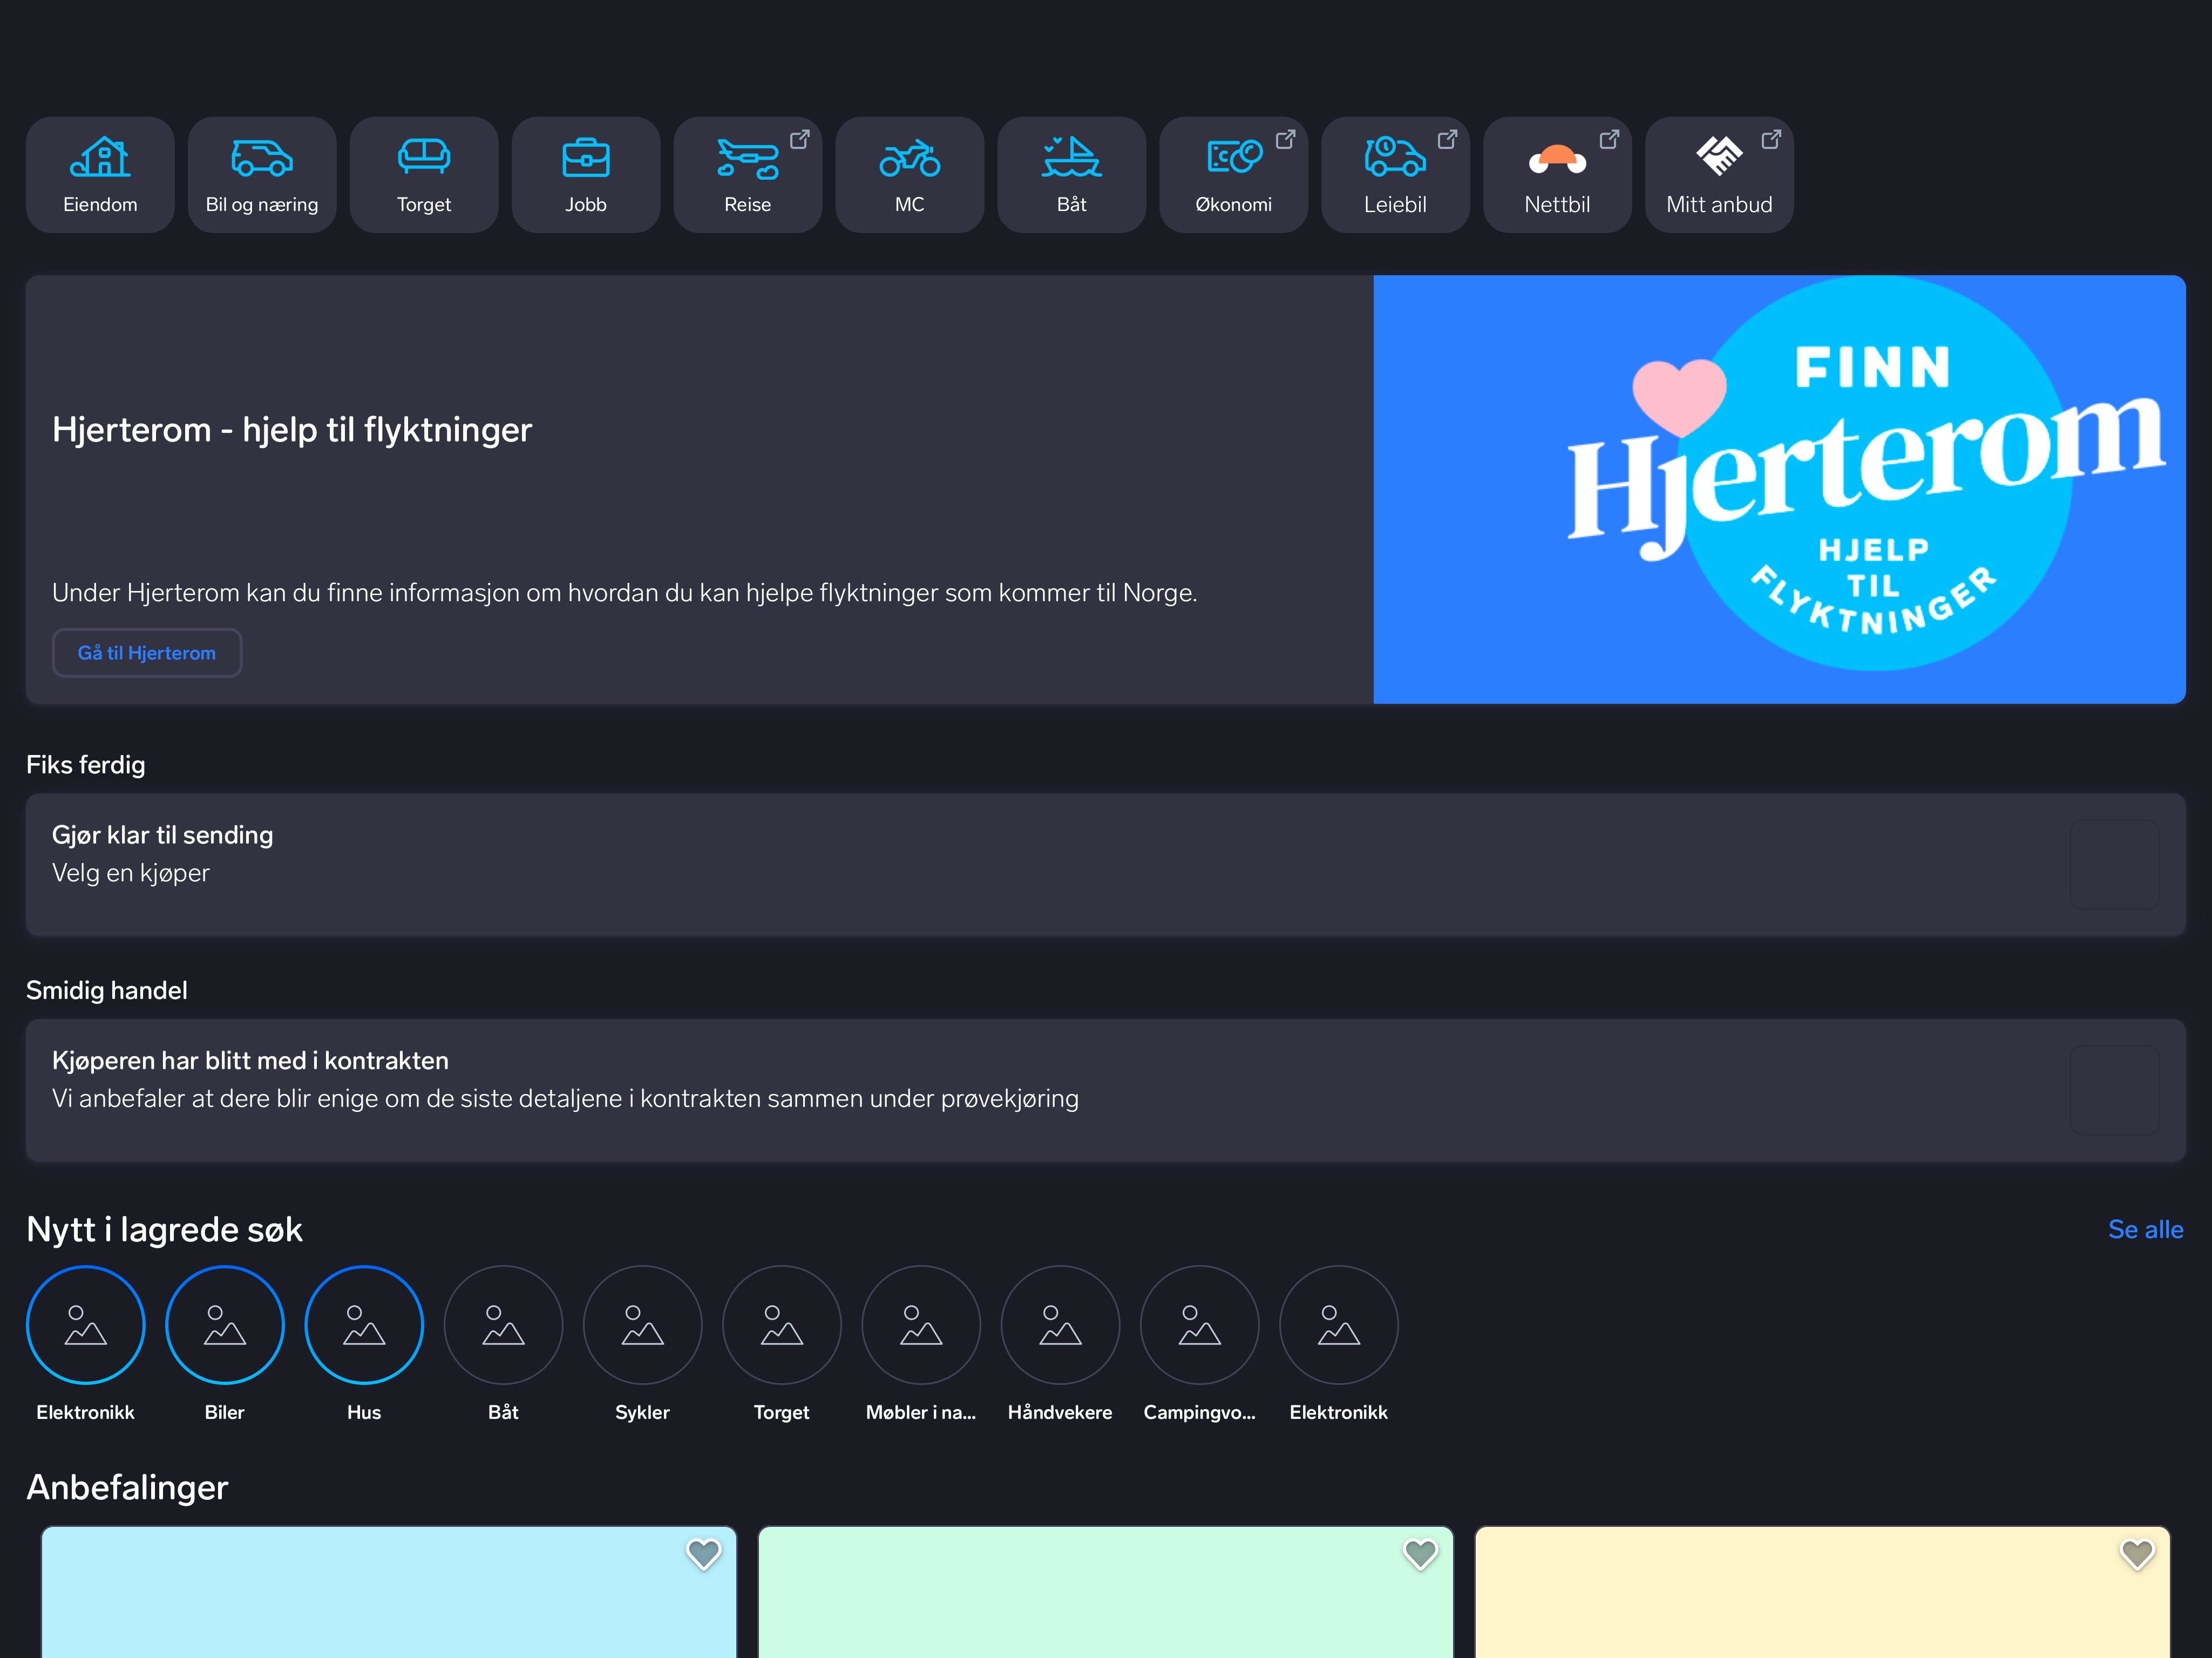 Eiendom
Bil og næring
Torget
Jobb
Reise
MC
Båt
Økonomi
Leiebil
Nettbil
Mitt anbud
Hjerterom - hjelp til flyktninger
Under Hjerterom kan du finne informasjon om hvordan du kan hjelpe flyktninger som kommer til Norge.
Gå til Hjerterom
FINN
Hjerterom
HJELP
TIL
FLYKTNINGER
Fiks ferdig
Gjør klar til sending
Velg en kjøper
Smidig handel
Kjøperen har blitt med i kontrakten
Vi anbefaler at dere blir enige om de siste detaljene i kontrakten sammen under prøvekjøring
Nytt i lagrede søk
Se alle
Elektronikk
Biler
Hus
Båt
Sykler
Torget
Møbler i na...
Håndvekere
Campingvo...
Elektronikk
Anbefalinger